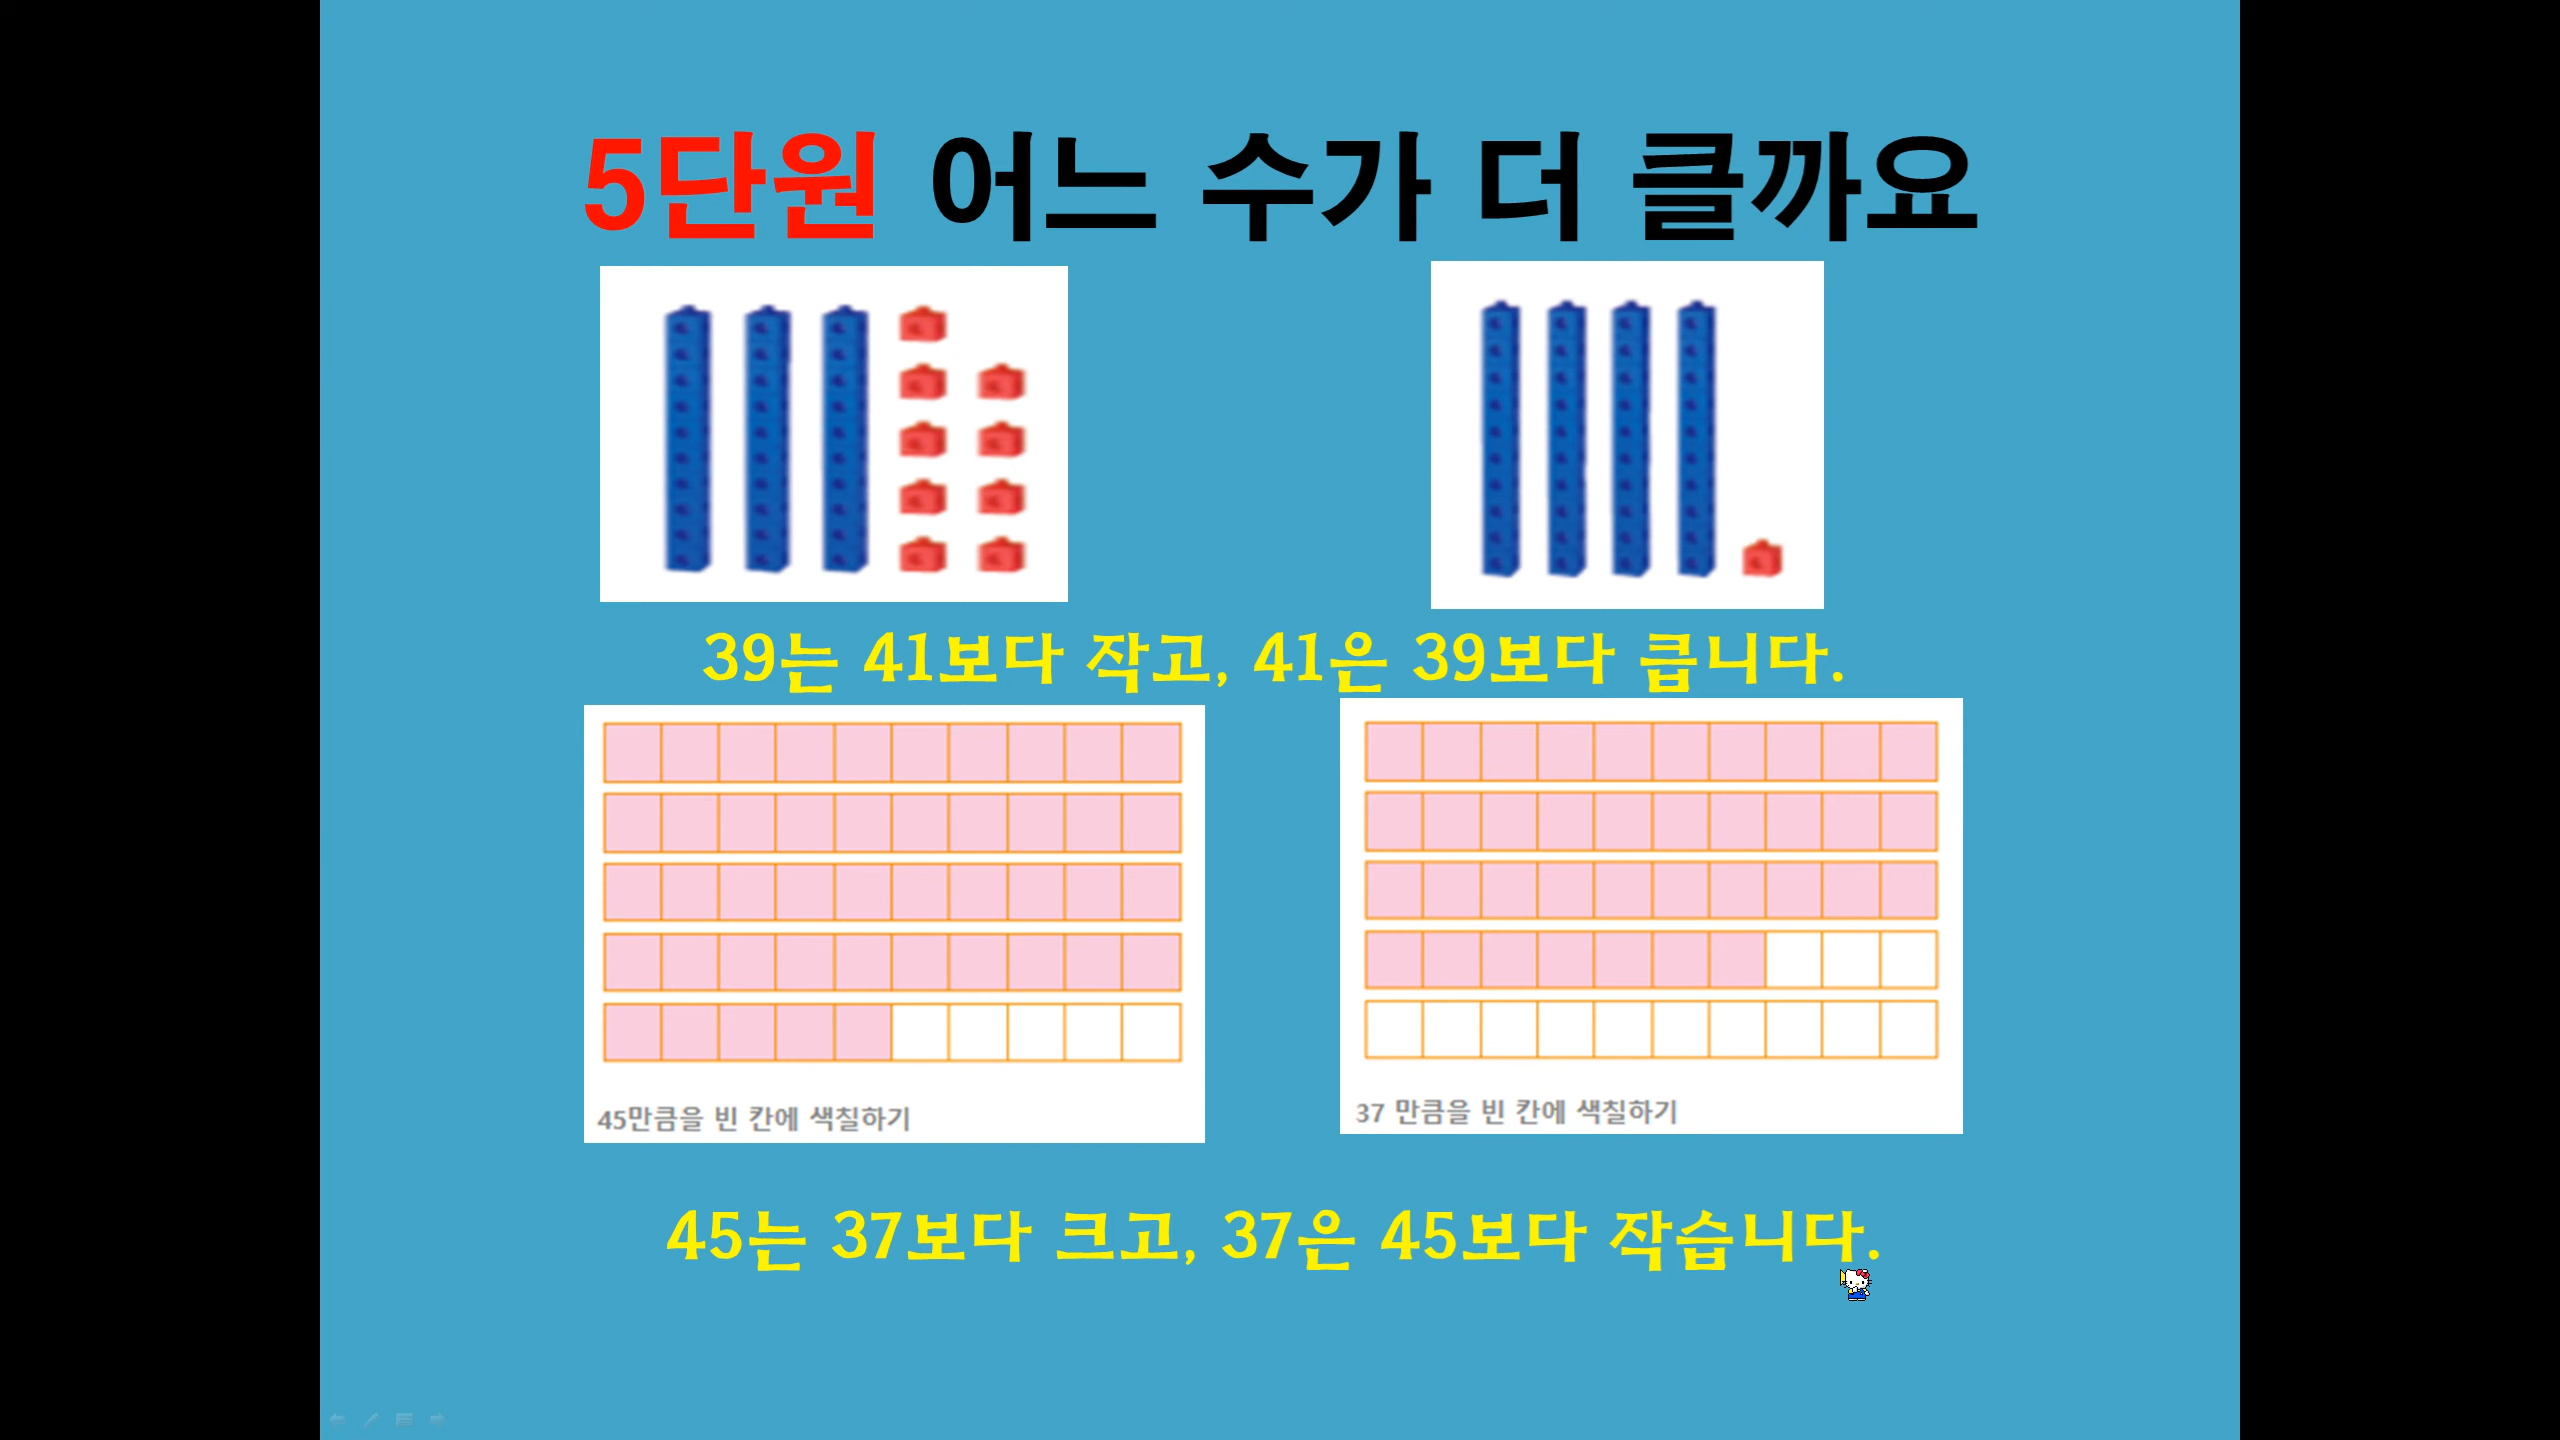 5단원 어느 수가 더 클까요
39는 41보다 작고, 41은 39보다 큽니다.
45만큼을 빈 칸에 색칠하기
37 만큼을 빈 칸에 색칠하기
45는 37보다 크고, 37은 45보다 작습니다.